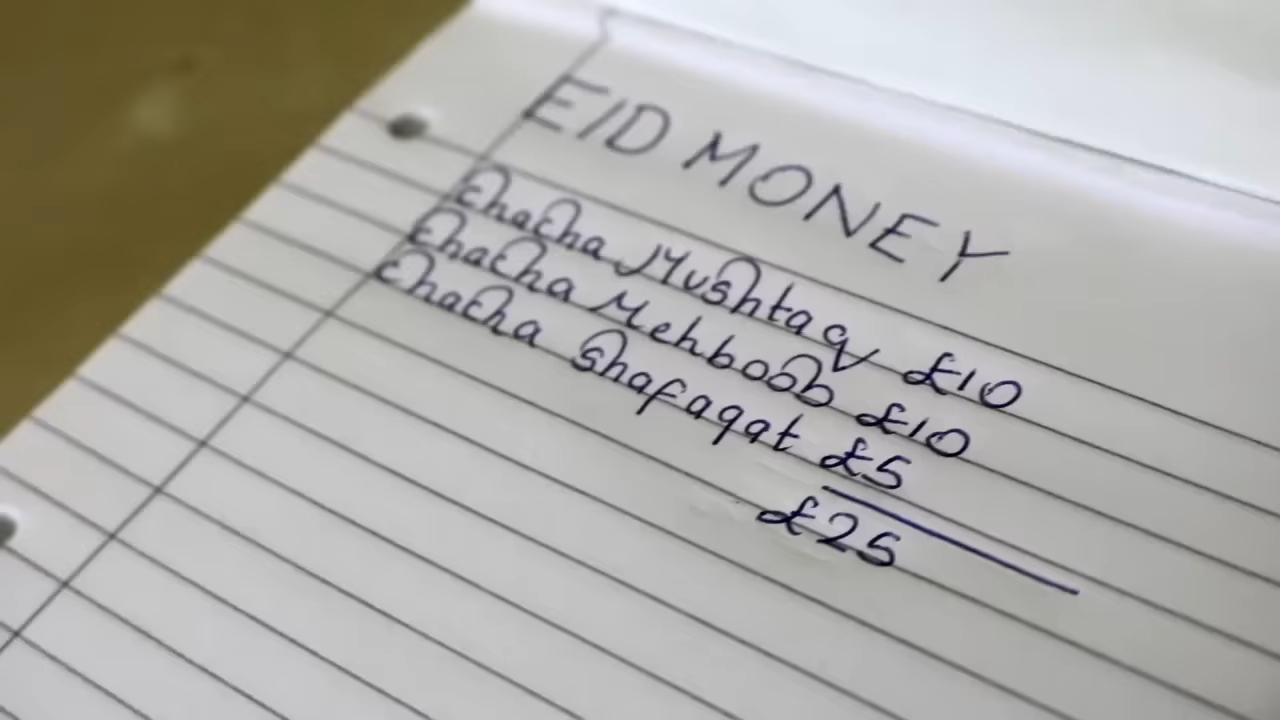 EID MONEY
Chacha Mushtaq £10
Chacha Mehboob £10
Chacha Shafaqat £5
£25